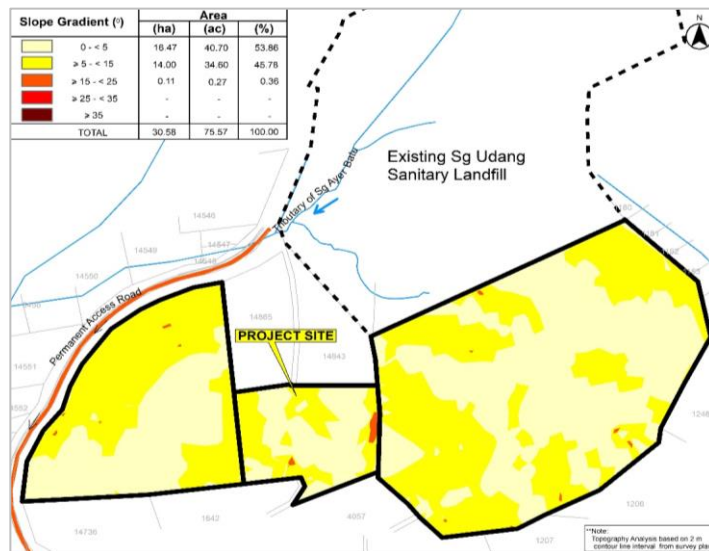 Slope Gradient (°) Area
(ha) (ac) (%)
0 - < 5 16.47 40.70 53.86
≥ 5 - < 15 14.00 34.60 45.78
≥ 15 - < 25 0.11 0.27 0.36
≥ 25 - < 35 - - -
≥ 35 - - -
TOTAL 30.58 75.57 100.00
N
Existing Sg Udang
Sanitary Landfill
Tributary of Sg Ayer Batu
14548
14549
14547
14550
Permanent Access Road
14865
14843
PROJECT SITE
14551
1246
14736
1642
4657
1207
1206
**Note:
Topography Analysis based on 2 m
contour line interval from survey plan